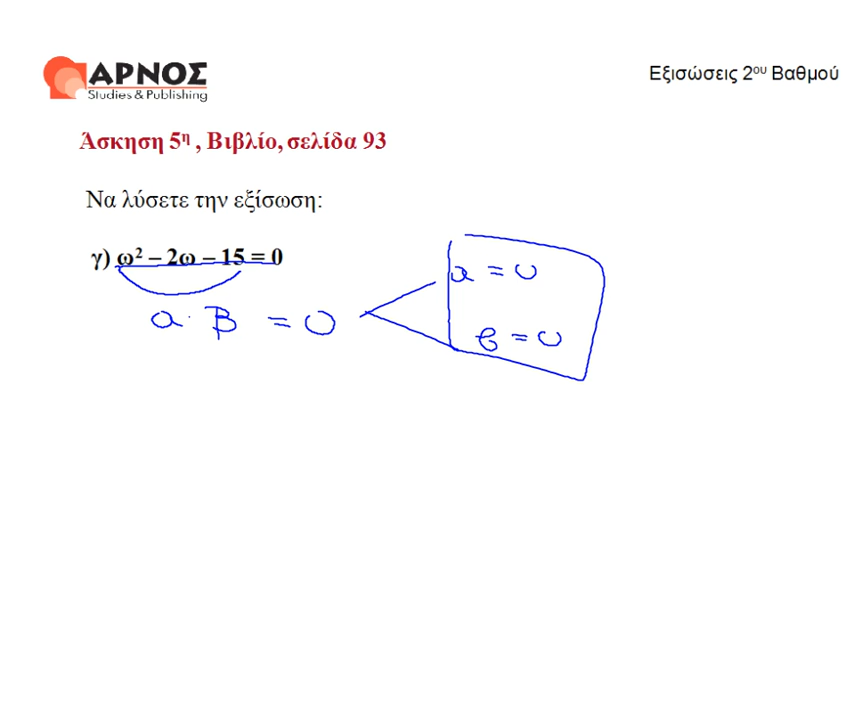 ΑΡΝΟΣ
Studies & Publishing
Εξισώσεις 2ου Βαθμού
Άσκηση 5η , Βιβλίο, σελίδα 93
Να λύσετε την εξίσωση:
γ) ω² – 2ω – 15 = 0
α = 0
α · β = 0
β = 0